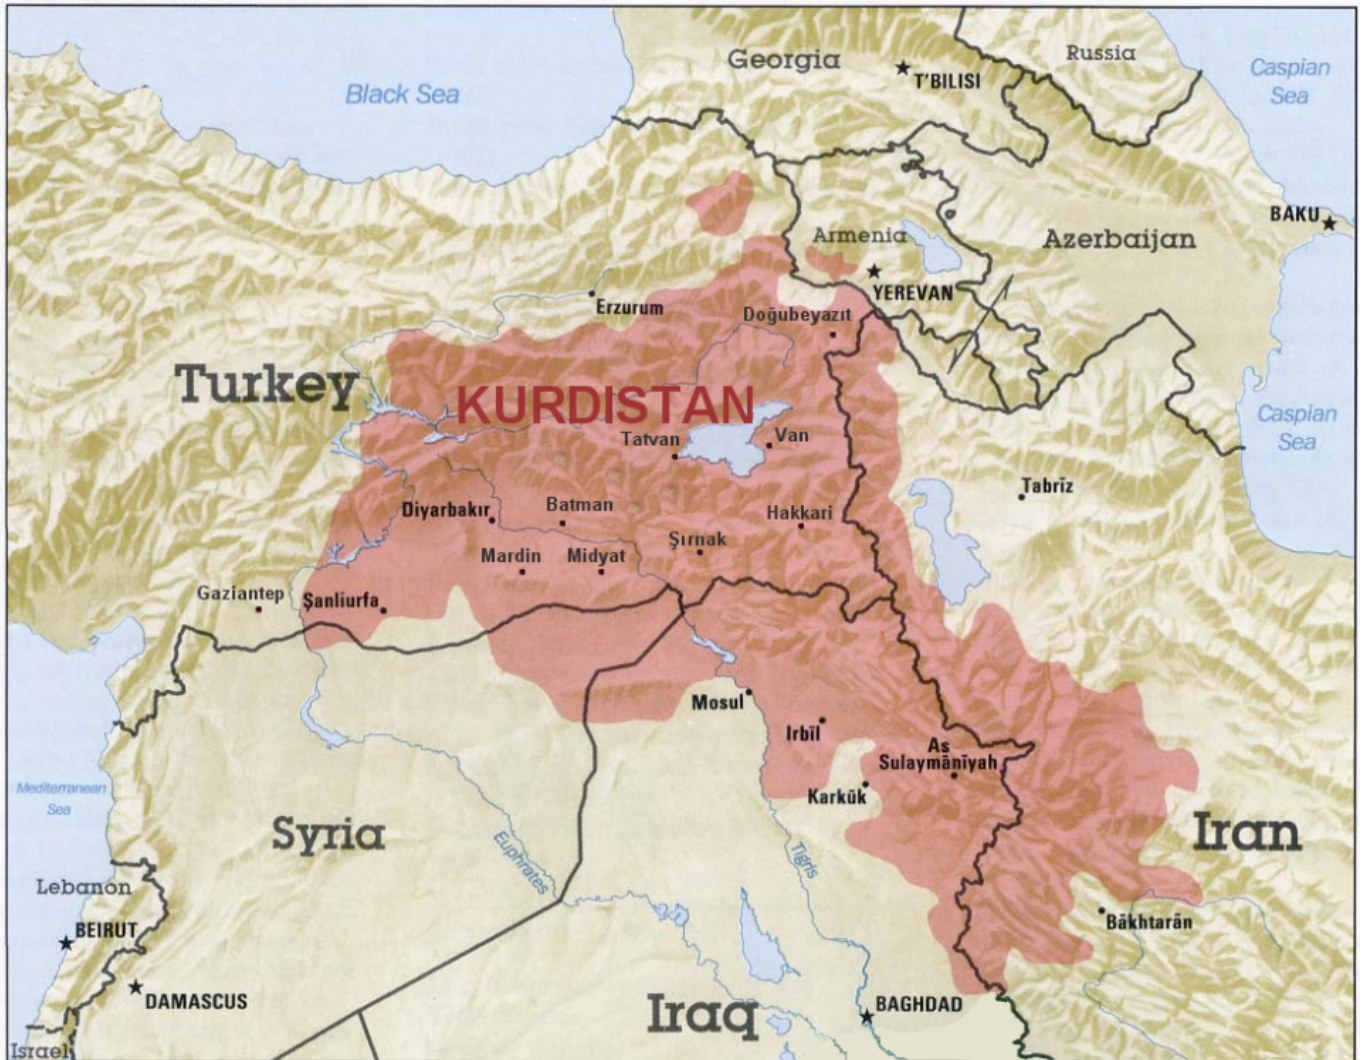 Georgia
Russia
T'BILISI
Caspian
Sea
Black Sea
BAKU
Armenia
Azerbaijan
YEREVAN
Erzurum
Doğubeyazıt
Turkey
KURDISTAN
Caspian
Sea
Tatvan
Van
Tabrīz
Diyarbakır
Batman
Hakkari
Şırnak
Mardin
Midyat
Gaziantep
Şanliurfa
Mosul
Irbīl
As
Sulaymānīyah
Mediterranean
Sea
Karkūk
Syria
Iran
Euphrates
Tigris
Lebanon
BEIRUT
Bākhtarān
DAMASCUS
Iraq
BAGHDAD
Israel